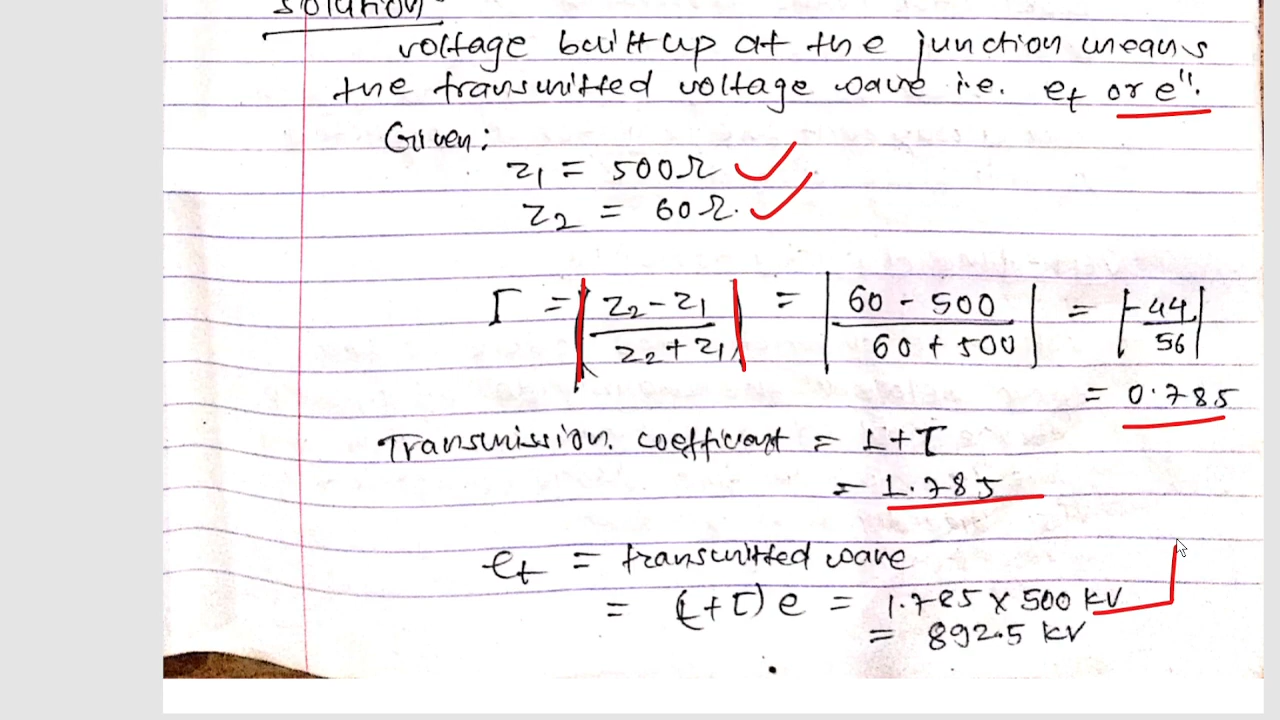 Solution
voltage built up at the junction means
the transmitted voltage wave i.e. et or e".
Given:
Z1 = 500Ω
Z2 = 60Ω.
Γ = | Z2 - Z1 / Z2 + Z1 | = | 60 - 500 / 60 + 500 | = | -44 / 56 |
= 0.785
Transmission. coefficient = 1+Γ
= 1.785
et = transmitted wave
= (1+Γ) e = 1.785 x 500 kV
= 892.5 kV